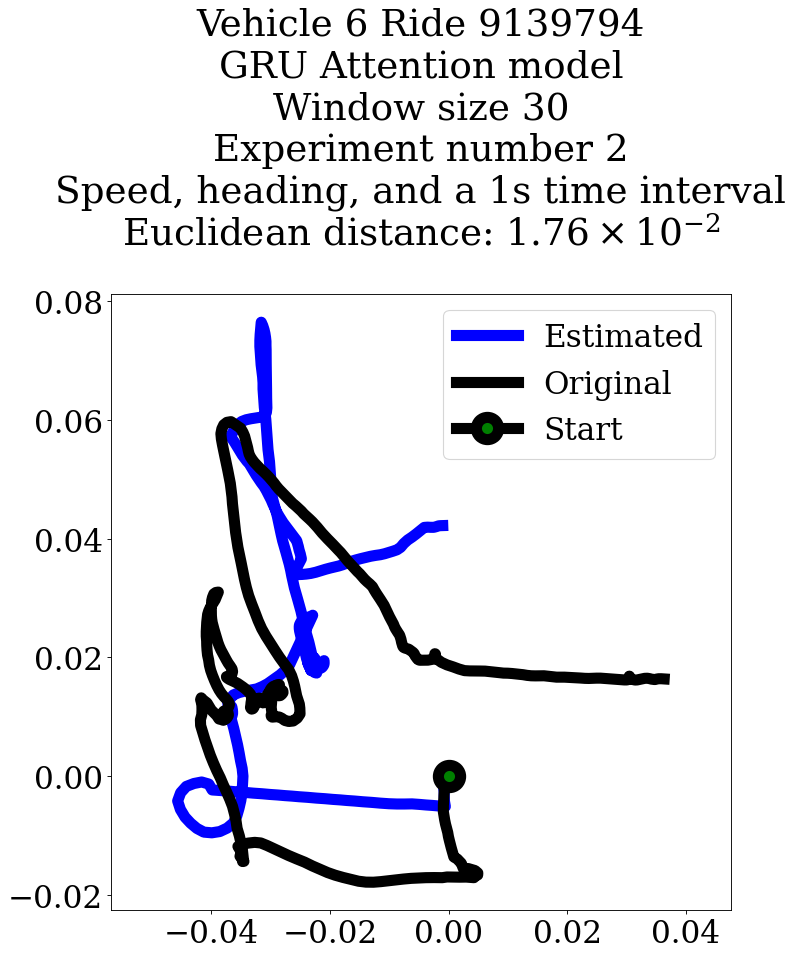 Vehicle 6 Ride 9139794
GRU Attention model
Window size 30
Experiment number 2
Speed, heading, and a 1s time interval
Euclidean distance: 1.76 × 10⁻²
Estimated
Original
Start
0.08
0.06
0.04
0.02
0.00
−0.02
−0.04 −0.02 0.00 0.02 0.04